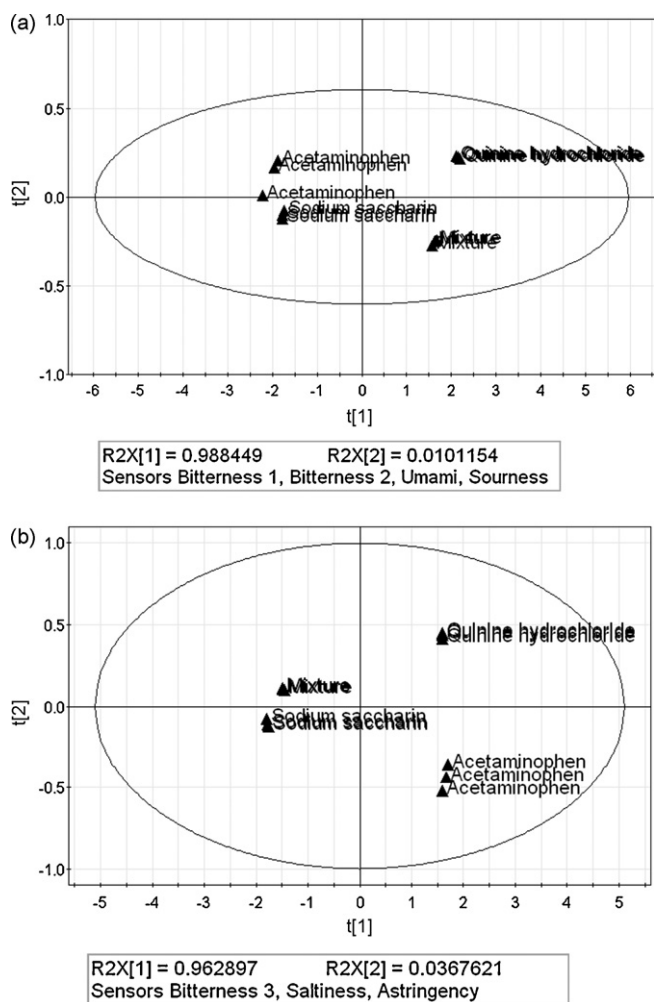 (a)
1.0
0.5
Acetaminophen
Acetaminophen
Quinine hydrochloride
Quinine hydrochloride
t[2]
0.0
Acetaminophen
Sodium saccharin
Sodium saccharin
Mixture
Mixture
-0.5
-1.0
-6 -5 -4 -3 -2 -1 0 1 2 3 4 5 6
t[1]
R2X[1] = 0.988449 R2X[2] = 0.0101154
Sensors Bitterness 1, Bitterness 2, Umami, Sourness
(b)
1.0
0.5
Quinine hydrochloride
Quinine hydrochloride
Mixture
t[2]
0.0
Sodium saccharin
Sodium saccharin
Acetaminophen
Acetaminophen
Acetaminophen
-0.5
-1.0
-5 -4 -3 -2 -1 0 1 2 3 4 5
t[1]
R2X[1] = 0.962897 R2X[2] = 0.0367621
Sensors Bitterness 3, Saltiness, Astringency